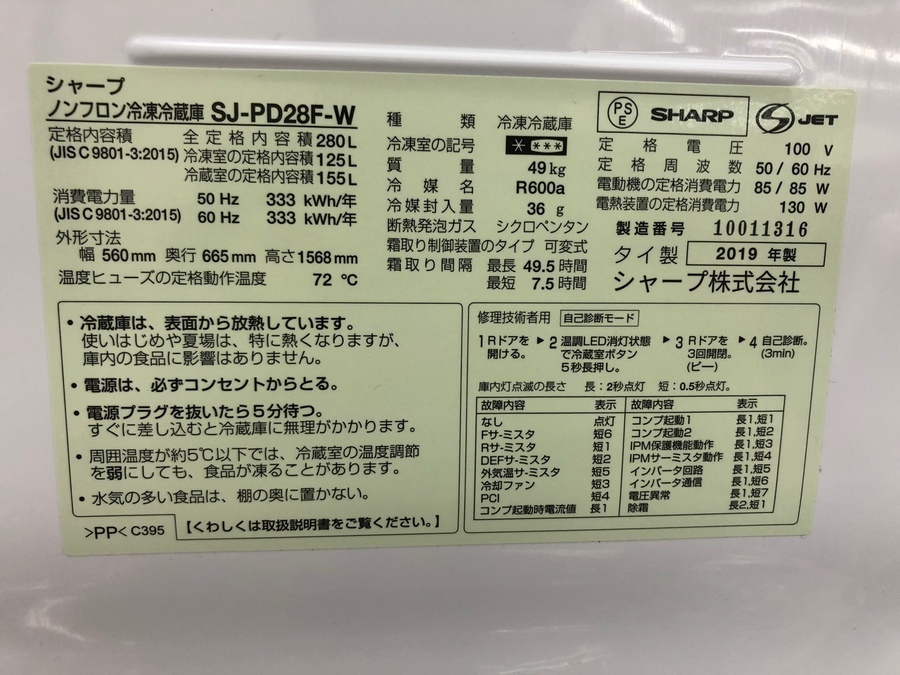 シャープ
ノンフロン冷凍冷蔵庫 SJ-PD28F-W
定格内容積 全定格内容積 280L
(JIS C 9801-3:2015) 冷凍室の定格内容積 125L
冷蔵室の定格内容積 155L
消費電力量 50 Hz 333 kWh/年
(JIS C 9801-3:2015) 60 Hz 333 kWh/年
外形寸法
幅 560mm 奥行 665mm 高さ 1568mm
温度ヒューズの定格動作温度 72 ℃
種類 冷凍冷蔵庫
冷凍室の記号 * ***
質量 49kg
冷媒名 R600a
冷媒封入量 36 g
断熱発泡ガス シクロペンタン
霜取り制御装置のタイプ 可変式
霜取り間隔 最長 49.5時間
最短 7.5時間
PSE SHARP S JET
定格電圧 100 V
定格周波数 50 / 60 Hz
電動機の定格消費電力 85 / 85 W
電熱装置の定格消費電力 130 W
製造番号 10011316
タイ製 2019 年製
シャープ株式会社
・冷蔵庫は、表面から放熱しています。
使いはじめや夏場は、特に熱くなりますが、
庫内の食品に影響はありません。
・電源は、必ずコンセントからとる。
・電源プラグを抜いたら5分待つ。
すぐに差し込むと冷蔵庫に無理がかかります。
・周囲温度が約5℃以下では、冷蔵室の温度調節
を弱にしても、食品が凍ることがあります。
・水気の多い食品は、棚の奥に置かない。
>PP< C395 【くわしくは取扱説明書をご覧ください。】
修理技術者用 自己診断モード
1 Rドアを開ける。 ▶ 2 温調LED消灯状態で冷蔵室ボタン5秒長押し。 ▶ 3 Rドアを3回開閉。(ピー) ▶ 4 自己診断。(3min)
庫内灯点滅の長さ 長：2秒点灯 短：0.5秒点灯。
故障内容 表示 故障内容 表示
なし 点灯 コンプ起動1 長1,短1
Fサ-ミスタ 短6 コンプ起動2 長1,短2
Rサ-ミスタ 短1 IPM保護機能動作 長1,短3
DEFサ-ミスタ 短2 IPMサーミスタ動作 長1,短4
外気温サ-ミスタ 短5 インバータ回路 長1,短5
冷却ファン 短3 インバータ通信 長1,短6
PCI 短4 電圧異常 長1,短7
コンプ起動時電流値 長1 除霜 長2,短1